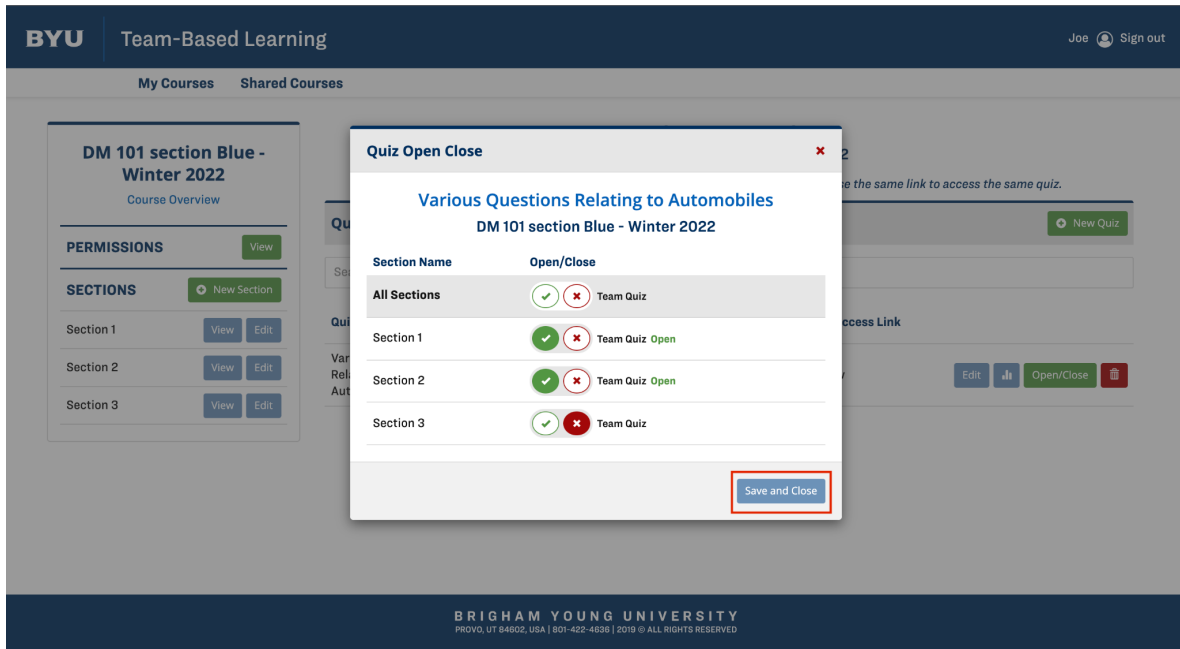 BYU Team-Based Learning Joe Sign out
My Courses Shared Courses
DM 101 section Blue -
Winter 2022
Course Overview
PERMISSIONS View
SECTIONS New Section
Section 1 View Edit
Section 2 View Edit
Section 3 View Edit
2
the same link to access the same quiz.
New Quiz
Access Link
Edit Open/Close
Quiz Open Close
Various Questions Relating to Automobiles
DM 101 section Blue - Winter 2022
Section Name Open/Close
All Sections Team Quiz
Section 1 Team Quiz Open
Section 2 Team Quiz Open
Section 3 Team Quiz
Save and Close
BRIGHAM YOUNG UNIVERSITY
PROVO, UT 84602, USA | 801-422-4636 | 2019 © ALL RIGHTS RESERVED